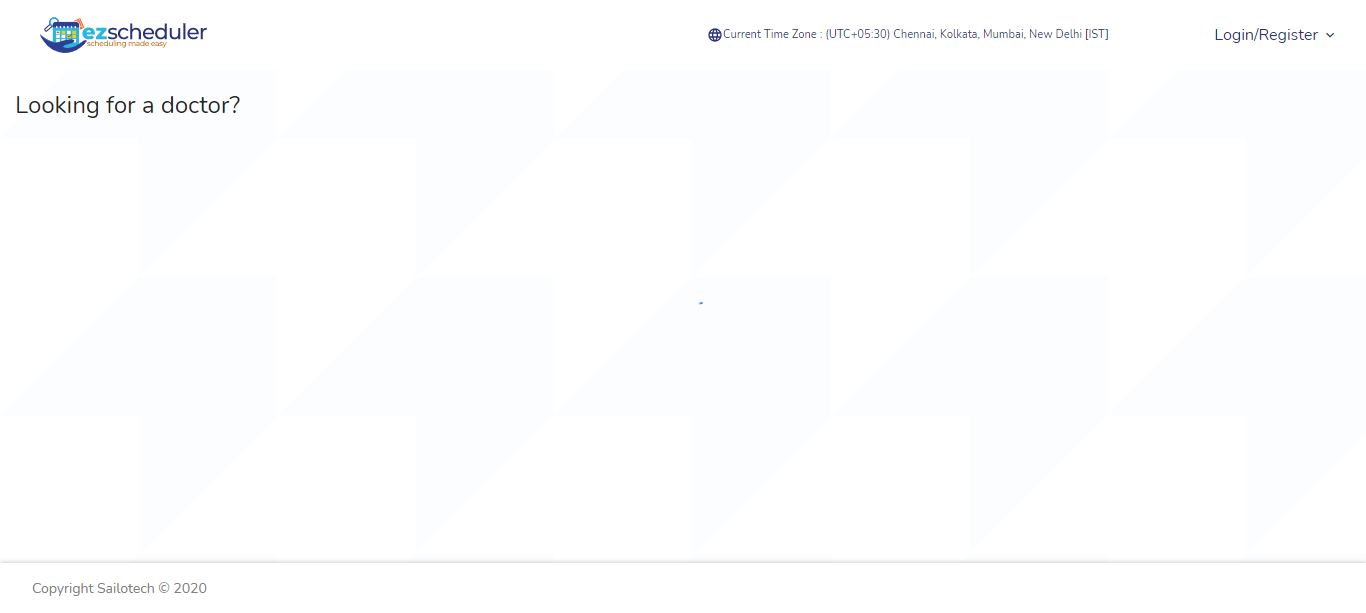 ezscheduler
scheduling made easy
Current Time Zone : (UTC+05:30) Chennai, Kolkata, Mumbai, New Delhi [IST]
Login/Register
Looking for a doctor?
Copyright Sailotech © 2020